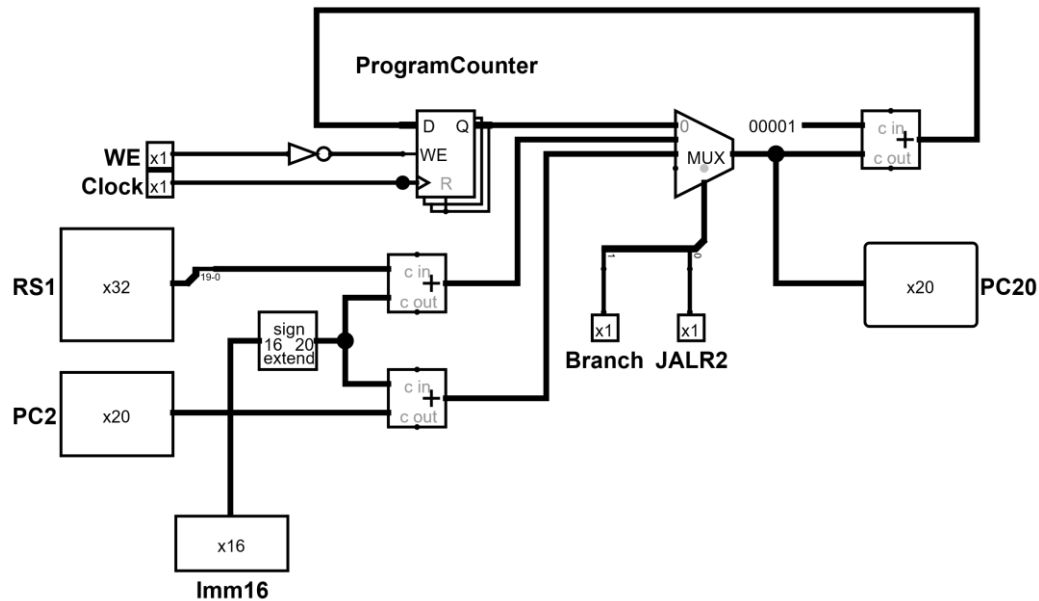 ProgramCounter
D Q
WE
R
WE x1
Clock x1
0
MUX
00001
c in
+
c out
RS1 x32
19-0
c in
+
c out
sign
16 20
extend
1
0
x1
Branch
x1
JALR2
x20 PC20
PC2 x20
c in
+
c out
x16
Imm16